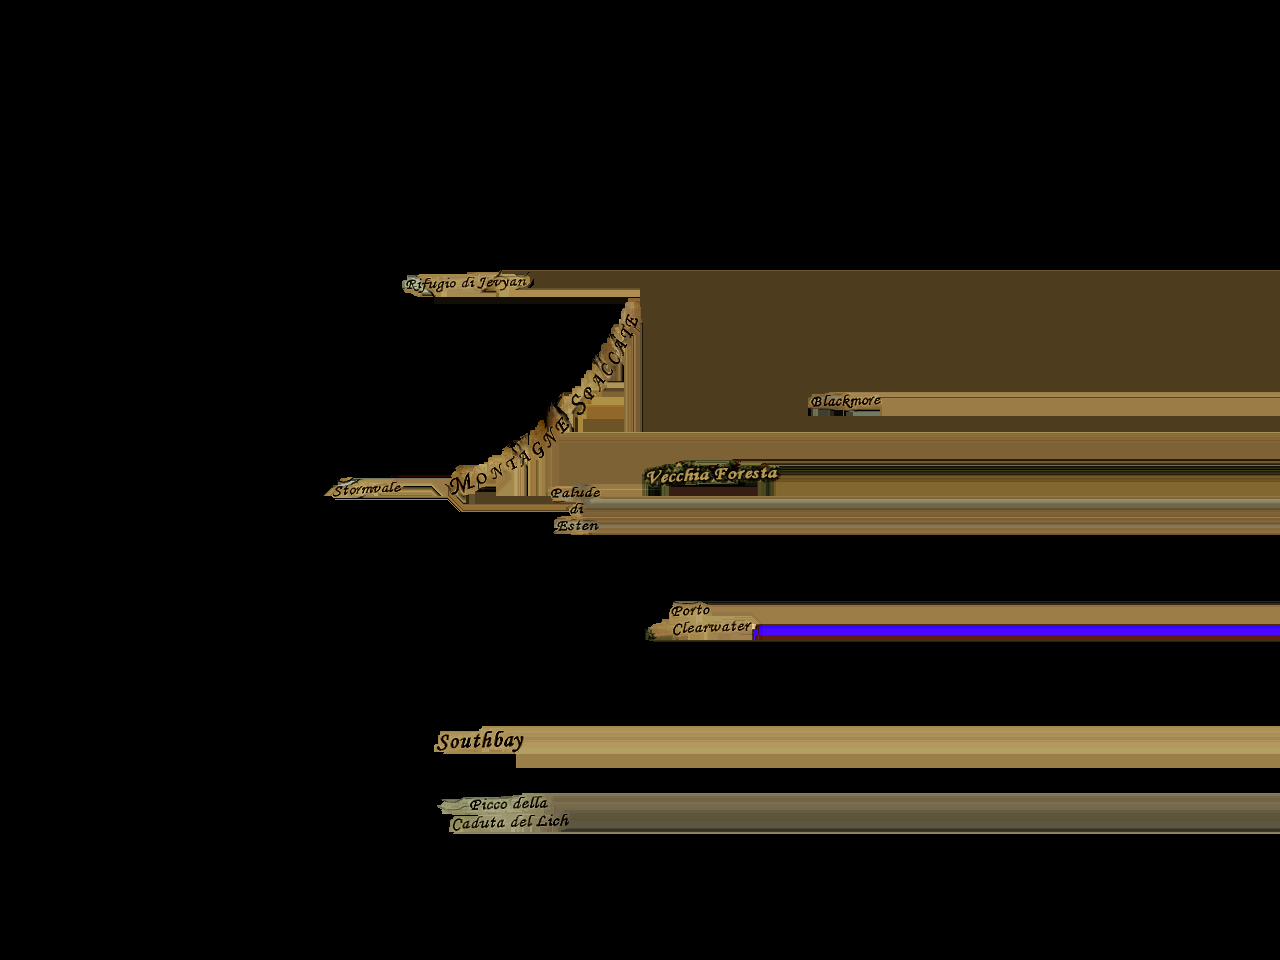 Rifugio di Jevyan
Montagne Spaccate
Blackmore
Vecchia Foresta
Stormvale
Palude
di
Esten
Porto
Clearwater
Southbay
Picco della
Caduta del Lich